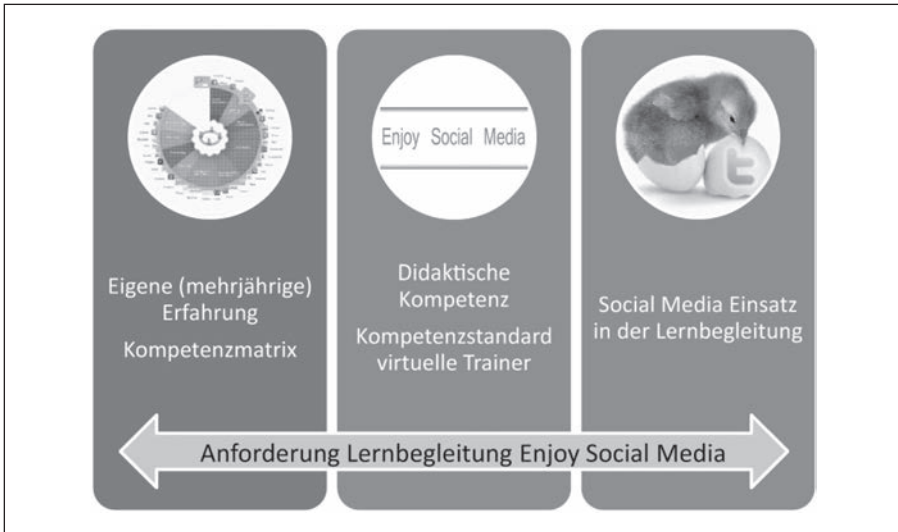 Enjoy Social Media
Eigene (mehrjährige)
Erfahrung
Kompetenzmatrix
Didaktische
Kompetenz
Kompetenzstandard
virtuelle Trainer
Social Media Einsatz
in der Lernbegleitung
Anforderung Lernbegleitung Enjoy Social Media